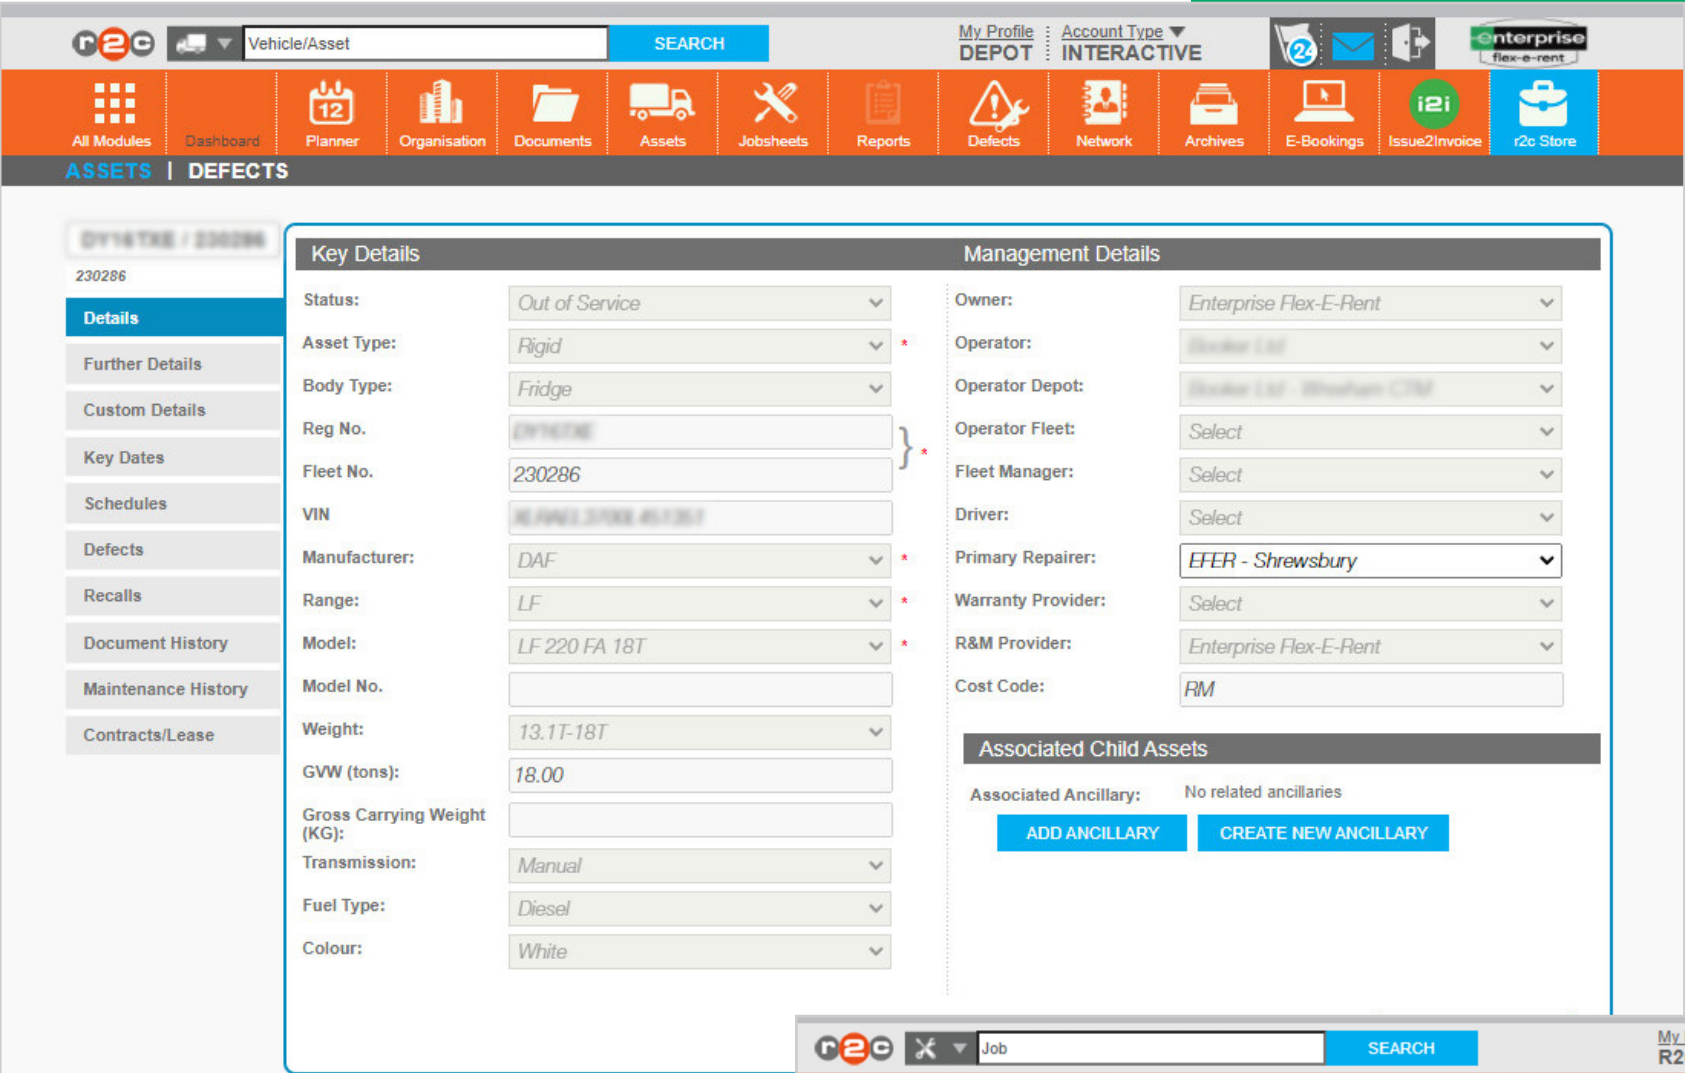 r2c
Vehicle/Asset
SEARCH
My Profile
DEPOT
Account Type
INTERACTIVE
24
enterprise
flex-e-rent
All Modules
Dashboard
12
Planner
Organisation
Documents
Assets
Jobsheets
Reports
Defects
Network
Archives
E-Bookings
i2i
Issue2Invoice
r2c Store
ASSETS | DEFECTS
230286
Details
Further Details
Custom Details
Key Dates
Schedules
Defects
Recalls
Document History
Maintenance History
Contracts/Lease
Key Details
Status: Out of Service
Asset Type: Rigid *
Body Type: Fridge
Reg No. } *
Fleet No. 230286
VIN
Manufacturer: DAF *
Range: LF *
Model: LF 220 FA 18T *
Model No.
Weight: 13.1T-18T
GVW (tons): 18.00
Gross Carrying Weight
(KG):
Transmission: Manual
Fuel Type: Diesel
Colour: White
Management Details
Owner: Enterprise Flex-E-Rent
Operator:
Operator Depot:
Operator Fleet: Select
Fleet Manager: Select
Driver: Select
Primary Repairer: EFER - Shrewsbury
Warranty Provider: Select
R&M Provider: Enterprise Flex-E-Rent
Cost Code: RM
Associated Child Assets
Associated Ancillary: No related ancillaries
ADD ANCILLARY
CREATE NEW ANCILLARY
r2c
Job
SEARCH
My
R2